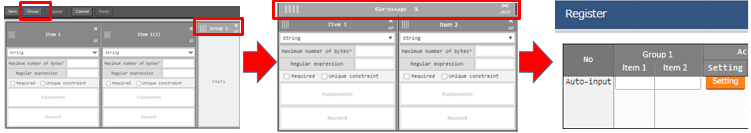 Item
Group
Repeat
Cancel
Paste
Item 1
String
Maximum number of bytes*
Regular expression
Required Unique constraint
Explanation
Remark
Item 1(2)
String
Maximum number of bytes*
Regular expression
Required Unique constraint
Explanation
Remark
Group 1
Empty
Group 1
Item 1
String
Maximum number of bytes*
Regular expression
Required Unique constraint
Explanation
Remark
Item 2
String
Maximum number of bytes*
Regular expression
Required Unique constraint
Explanation
Remark
Register
No
Group 1
Item 1 Item 2
Ac
Setting
Auto-input
Setting